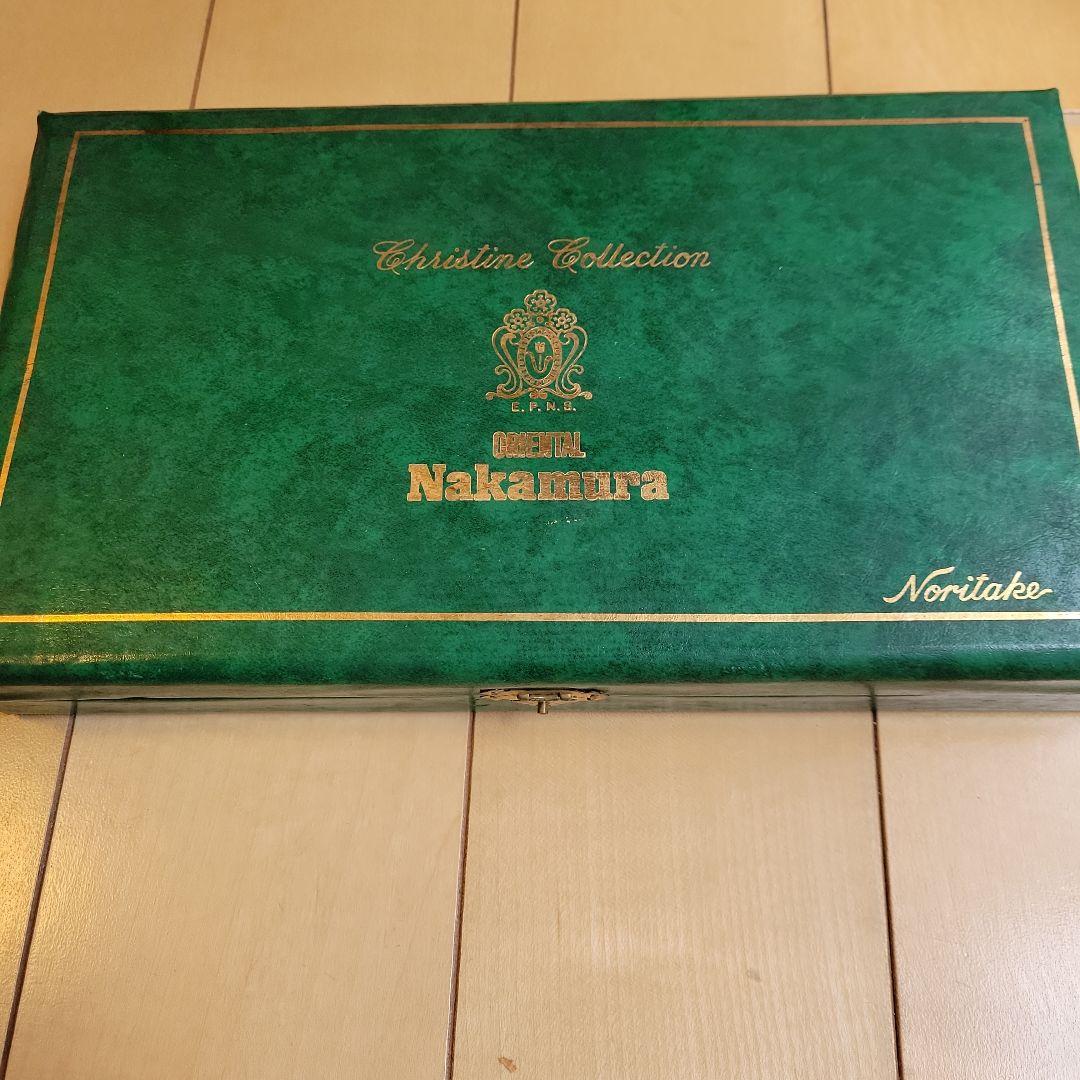 Christine Collection
E.P.N.S.
ORIENTAL
Nakamura
Noritake